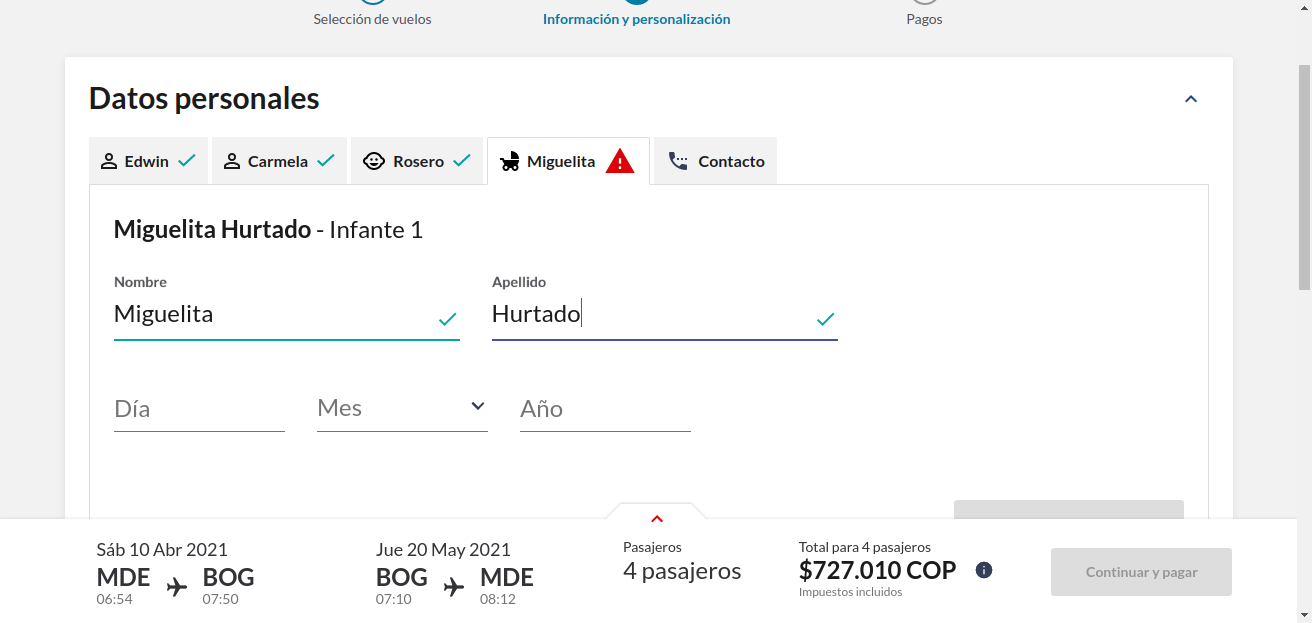 Selección de vuelos
Información y personalización
Pagos
Datos personales
Edwin
Carmela
Rosero
Miguelita
Contacto
Miguelita Hurtado - Infante 1
Nombre
Apellido
Miguelita
Hurtado
Día
Mes
Año
Sáb 10 Abr 2021
MDE BOG
06:54 07:50
Jue 20 May 2021
BOG MDE
07:10 08:12
Pasajeros
4 pasajeros
Total para 4 pasajeros
$727.010 COP
Impuestos incluidos
Continuar y pagar